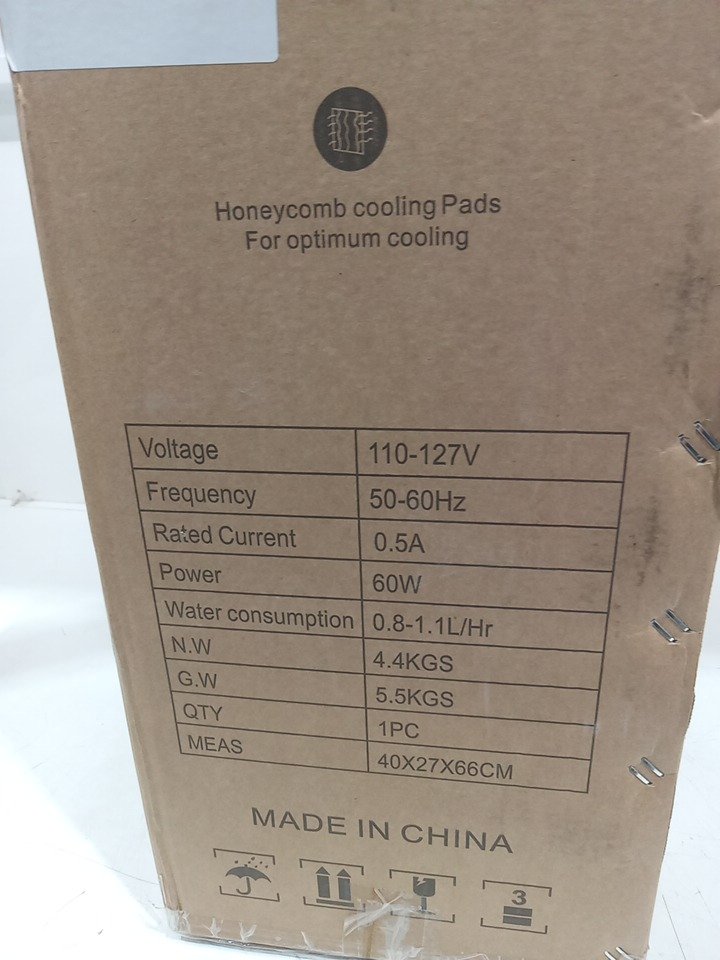 Honeycomb cooling Pads
For optimum cooling
Voltage 110-127V
Frequency 50-60Hz
Rated Current 0.5A
Power 60W
Water consumption 0.8-1.1L/Hr
N.W 4.4KGS
G.W 5.5KGS
QTY 1PC
MEAS 40X27X66CM
MADE IN CHINA
3